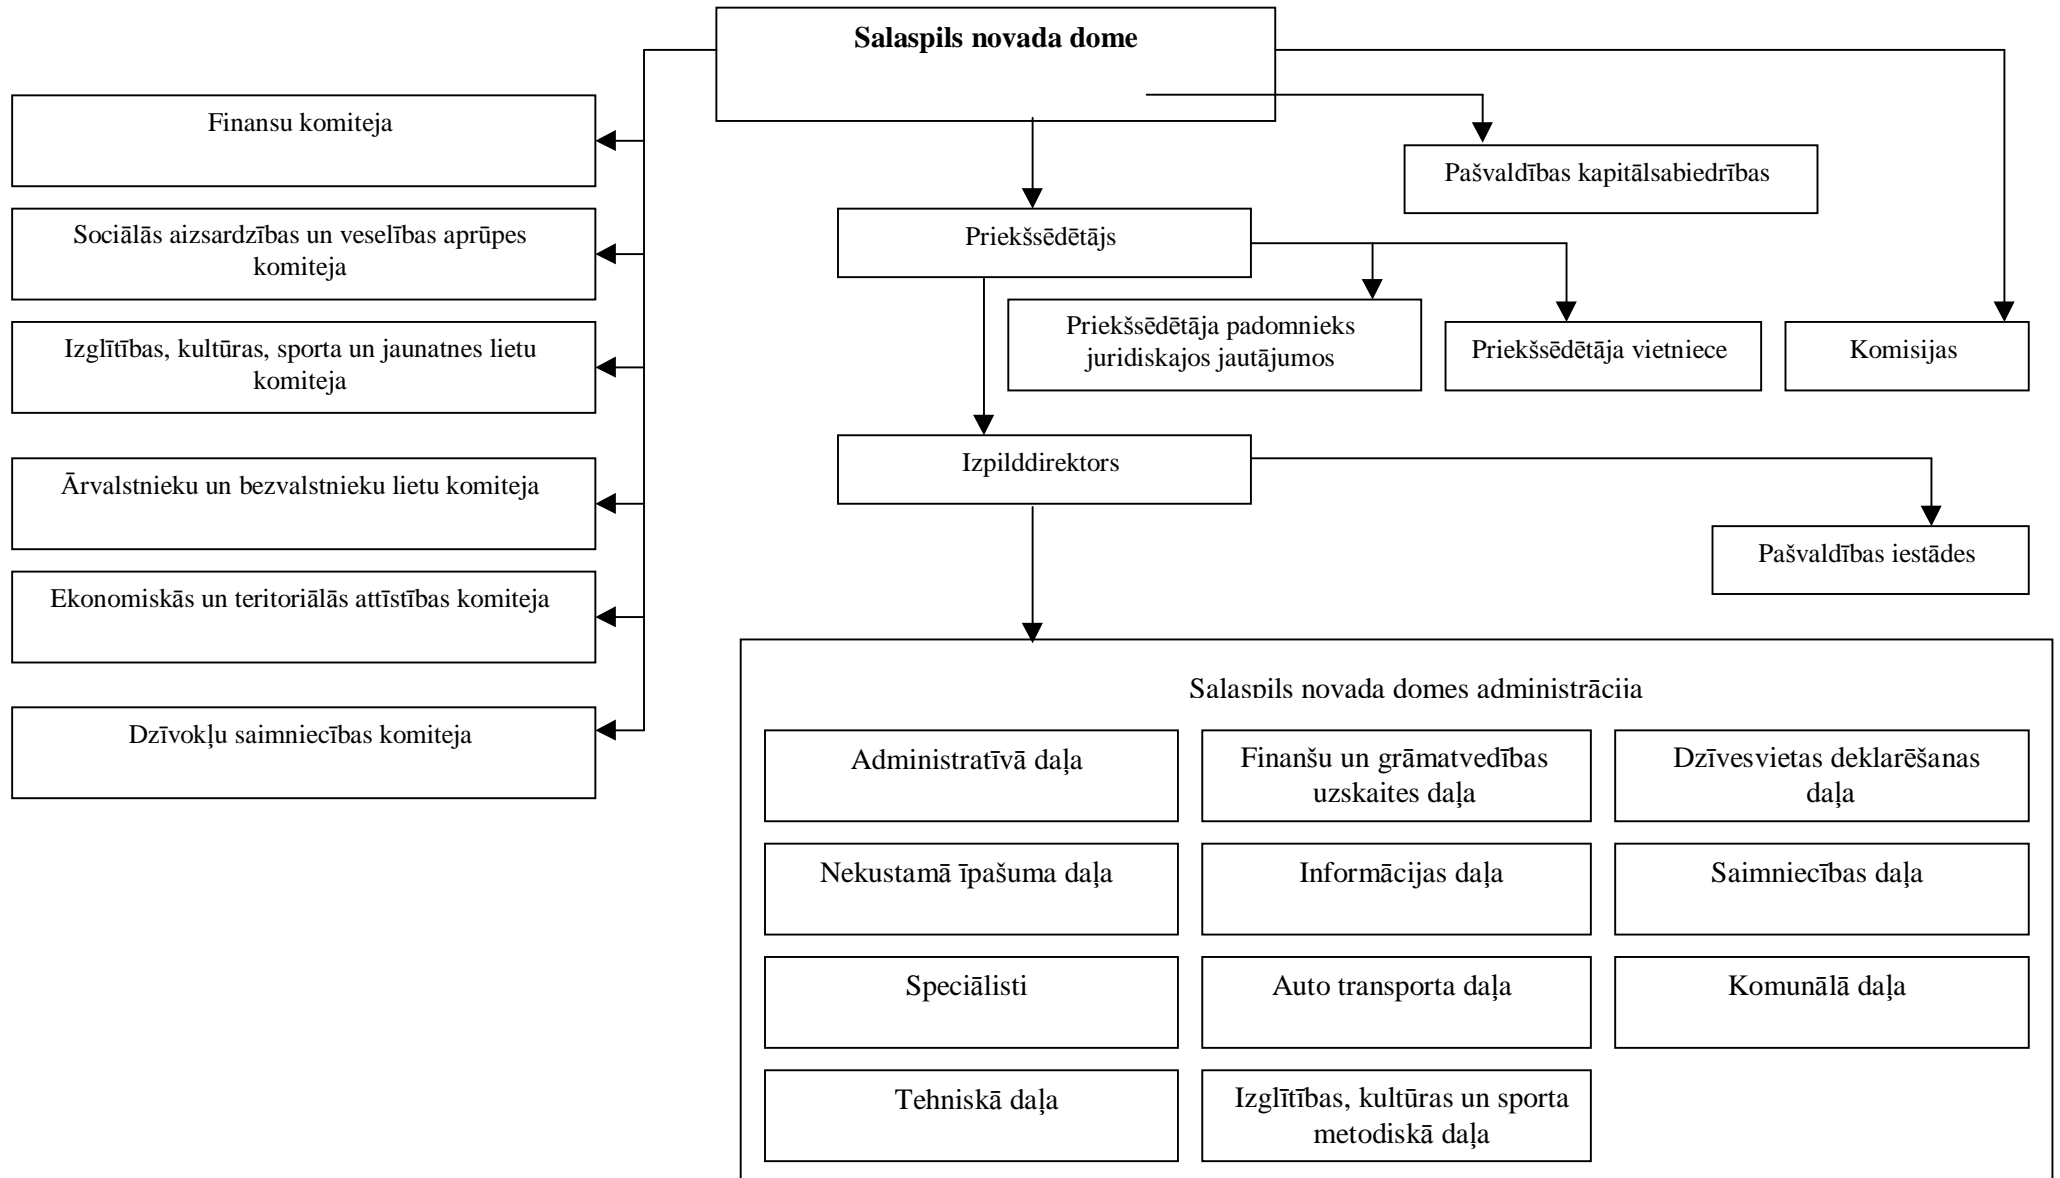 Salaspils novada dome
Finansu komiteja
Sociālās aizsardzības un veselības aprūpes
komiteja
Izglītības, kultūras, sporta un jaunatnes lietu
komiteja
Ārvalstnieku un bezvalstnieku lietu komiteja
Ekonomiskās un teritoriālās attīstības komiteja
Dzīvokļu saimniecības komiteja
Pašvaldības kapitālsabiedrības
Priekšsēdētājs
Priekšsēdētāja padomnieks
juridiskajos jautājumos
Priekšsēdētāja vietniece
Komisijas
Izpilddirektors
Pašvaldības iestādes
Salaspils novada domes administrācija
Administratīvā daļa
Finanšu un grāmatvedības
uzskaites daļa
Dzīvesvietas deklarēšanas
daļa
Nekustamā īpašuma daļa
Informācijas daļa
Saimniecības daļa
Speciālisti
Auto transporta daļa
Komunālā daļa
Tehniskā daļa
Izglītības, kultūras un sporta
metodiskā daļa